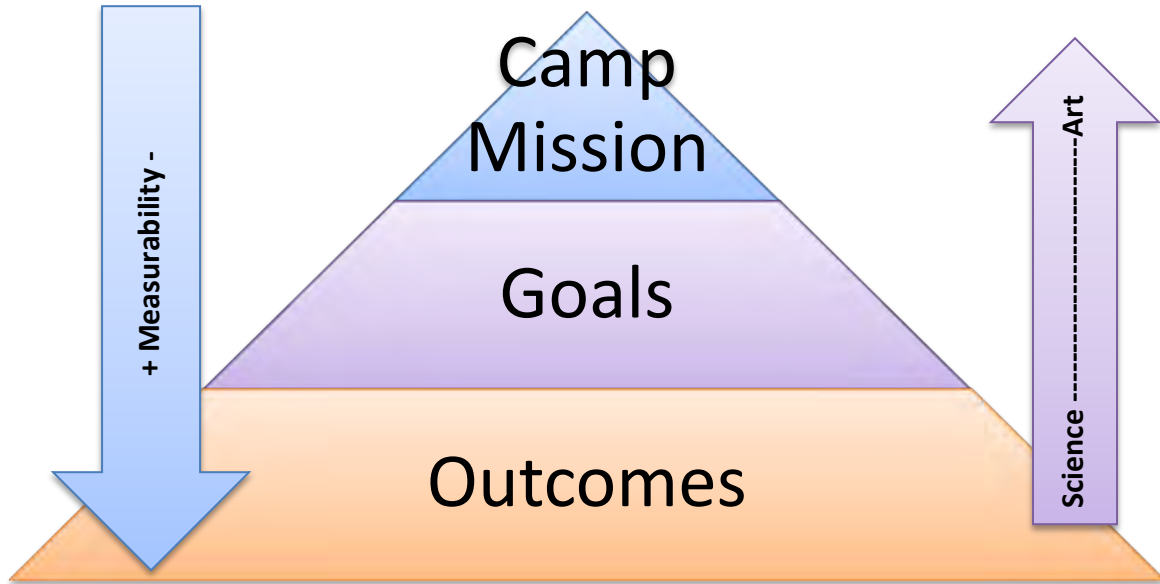 + Measurability -
Camp
Mission
Goals
Outcomes
Science ----------------------------Art